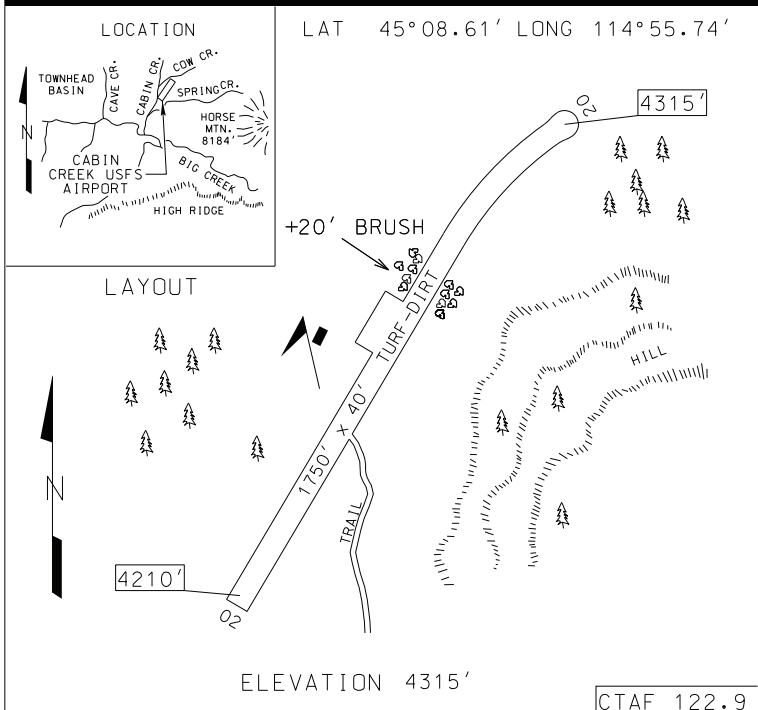 LOCATION
LAT 45°08.61' LONG 114°55.74'
TOWNHEAD
BASIN
CAVE CR.
CABIN CR.
COW CR.
SPRING CR.
HORSE
MTN.
8184'
N
CABIN
CREEK USFS
AIRPORT
BIG CREEK
HIGH RIDGE
20
4315'
+20' BRUSH
LAYOUT
TURF-DIRT
HILL
1750' X 40'
N
TRAIL
4210'
02
ELEVATION 4315'
CTAF 122.9